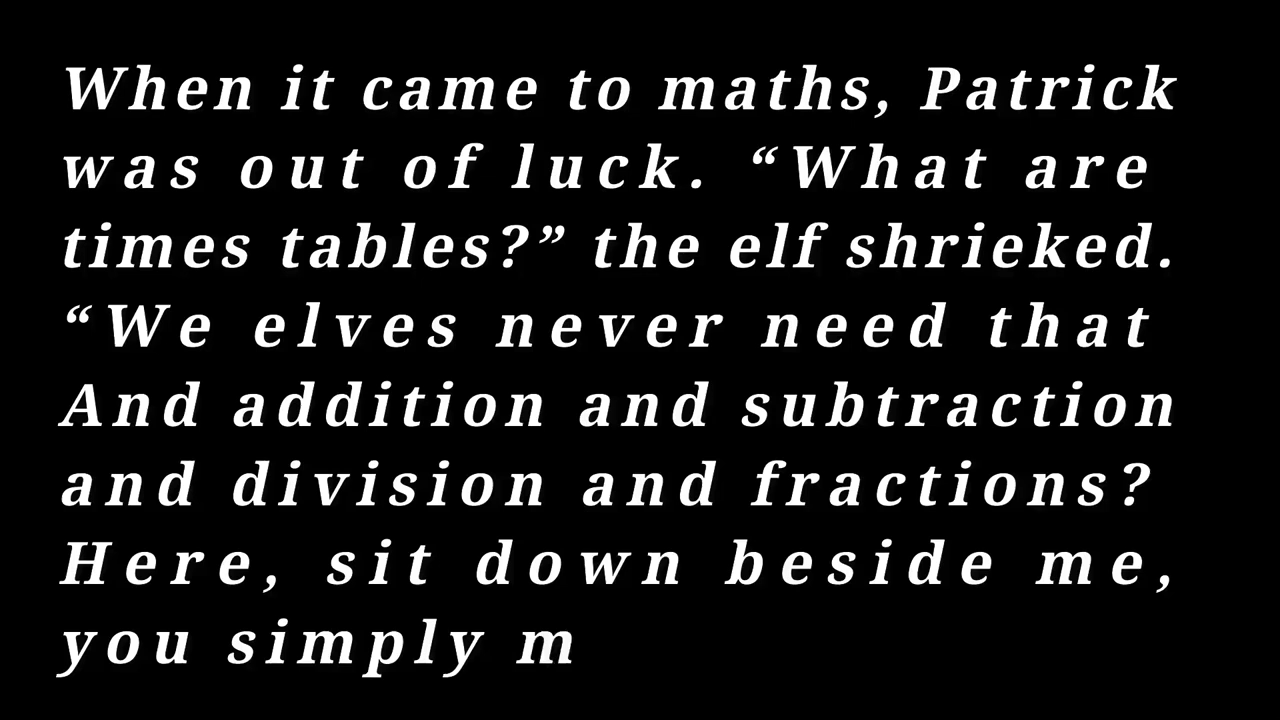 When it came to maths, Patrick
was out of luck. “What are
times tables?” the elf shrieked.
“We elves never need that
And addition and subtraction
and division and fractions?
Here, sit down beside me,
you simply m